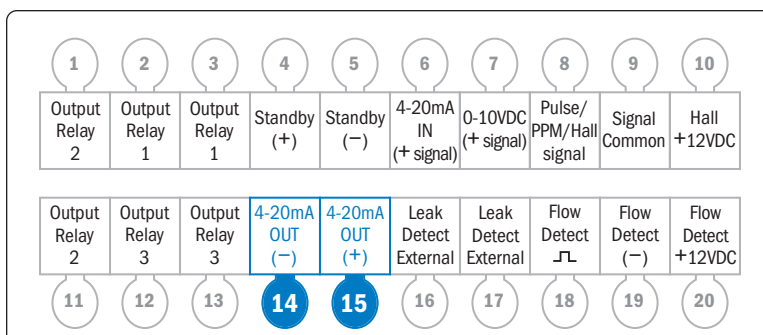 1 2 3 4 5 6 7 8 9 10
Output Output Output Standby Standby 4-20mA 0-10VDC Pulse/ Signal Hall
Relay Relay Relay (+) (−) IN (+ signal) PPM/Hall Common +12VDC
2 1 1 (+ signal) signal
Output Output Output 4-20mA 4-20mA Leak Leak Flow Flow Flow
Relay Relay Relay OUT OUT Detect Detect Detect Detect Detect
2 3 3 (−) (+) External External (−) +12VDC
11 12 13 14 15 16 17 18 19 20